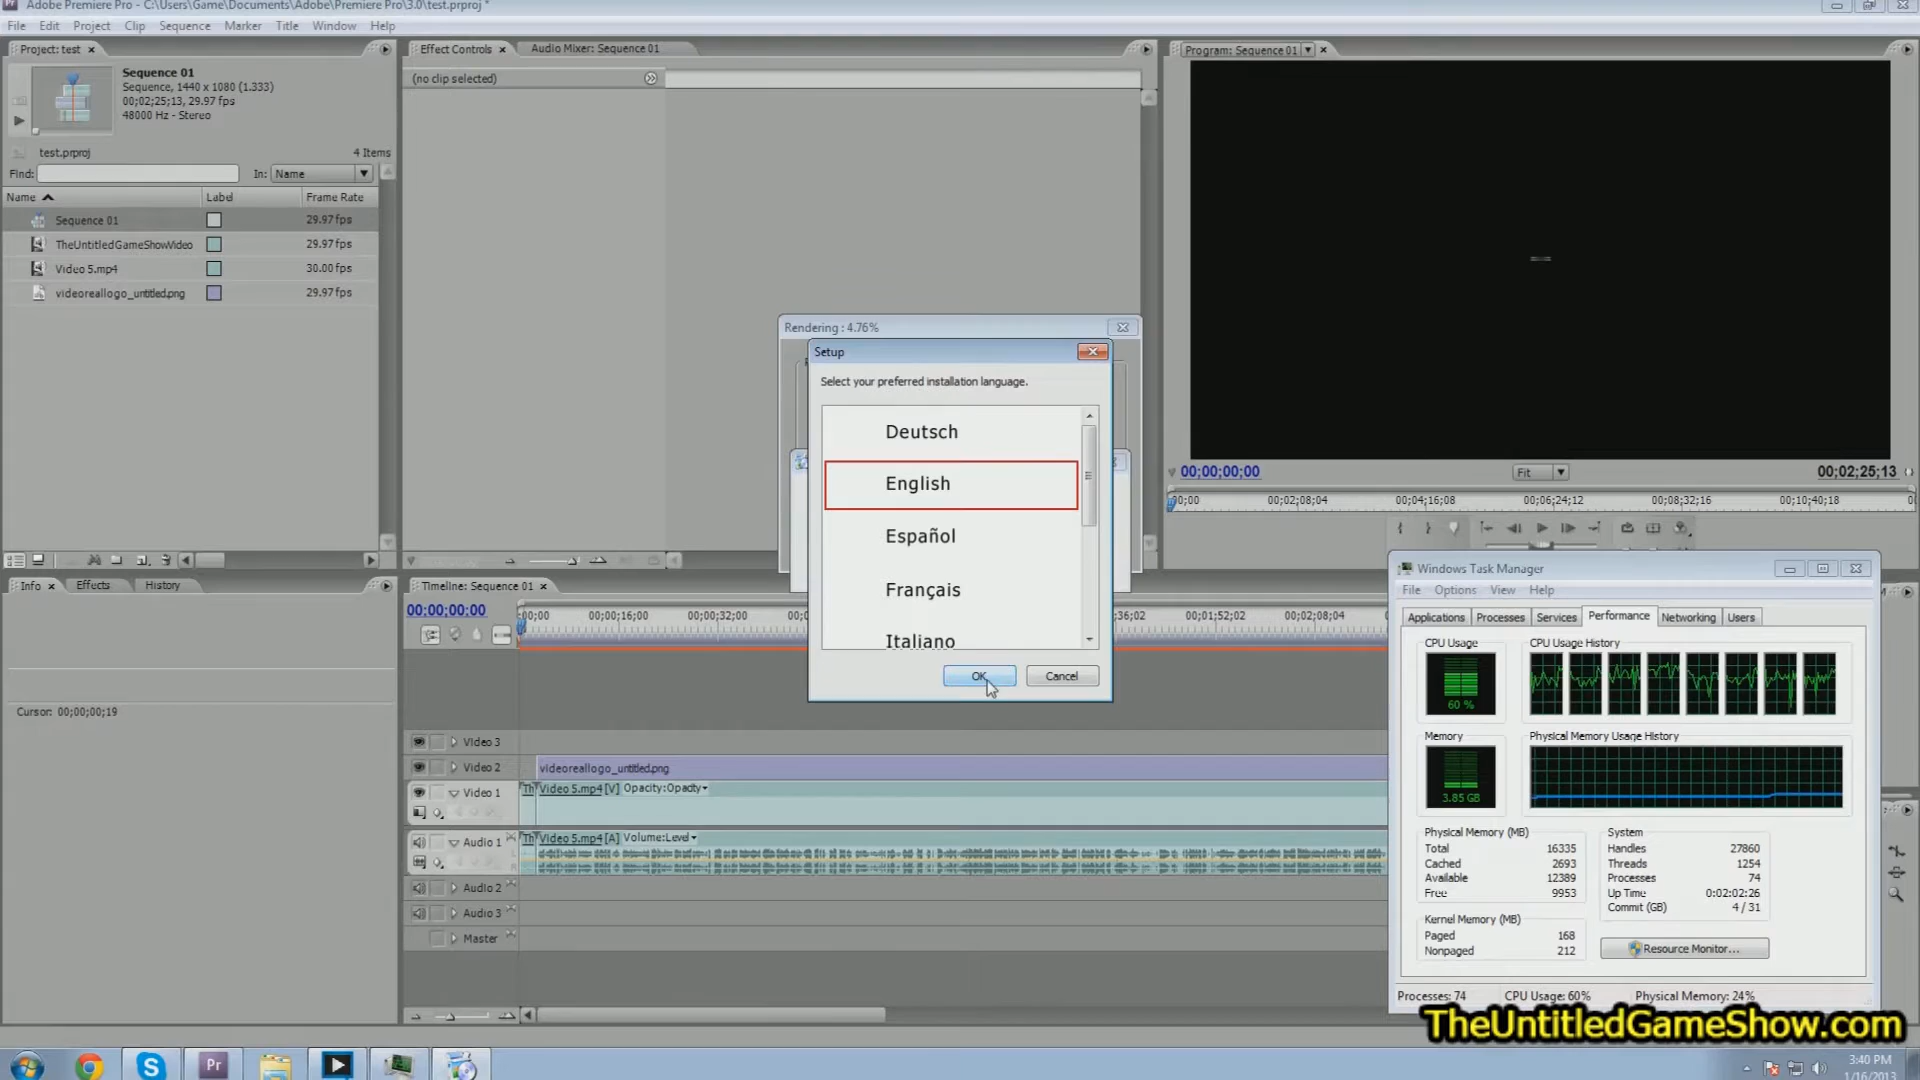 Adobe Premiere Pro - C:\Users\Game\Documents\Adobe\Premiere Pro\3.0\test.prproj *
File Edit Project Clip Sequence Marker Title Window Help
Project: test
Sequence 01
Sequence, 1440 x 1080 (1.333)
00;02;25;13, 29.97 fps
48000 Hz - Stereo
test.prproj 4 Items
Find: In: Name
Name Label Frame Rate
Sequence 01 29.97 fps
TheUntitledGameShowVideo 29.97 fps
Video 5.mp4 30.00 fps
videoreallogo_untitled.png 29.97 fps
Effect Controls Audio Mixer: Sequence 01
(no clip selected)
Program: Sequence 01
00;00;00;00 Fit 00;02;25;13
00;00 00;02;08;04 00;04;16;08 00;06;24;12 00;08;32;16 00;10;40;18
Rendering : 4.76%
Setup
Select your preferred installation language.
Deutsch
English
Español
Français
Italiano
OK Cancel
Info Effects History
Cursor: 00;00;00;19
Timeline: Sequence 01
00;00;00;00 00;00 00;00;16;00 00;00;32;00 36;02 00;01;52;02 00;02;08;04
Video 3
Video 2 videoreallogo_untitled.png
Video 1 Th Video 5.mp4 [V] Opacity:Opacity
Audio 1 Th Video 5.mp4 [A] Volume:Level
Audio 2
Audio 3
Master
Windows Task Manager
File Options View Help
Applications Processes Services Performance Networking Users
CPU Usage CPU Usage History
60 %
Memory Physical Memory Usage History
3.85 GB
Physical Memory (MB)
Total 16335
Cached 2693
Available 12389
Free 9953
System
Handles 27860
Threads 1254
Processes 74
Up Time 0:02:02:26
Commit (GB) 4 / 31
Kernel Memory (MB)
Paged 168
Nonpaged 212
Resource Monitor...
Processes: 74 CPU Usage: 60% Physical Memory: 24%
TheUntitledGameShow.com
Pr
3:40 PM
1/16/2013